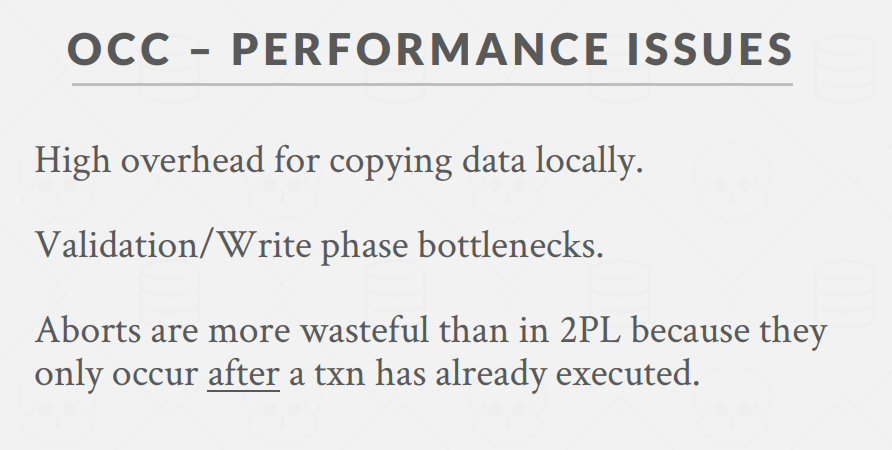 OCC – PERFORMANCE ISSUES
High overhead for copying data locally.
Validation/Write phase bottlenecks.
Aborts are more wasteful than in 2PL because they
only occur after a txn has already executed.